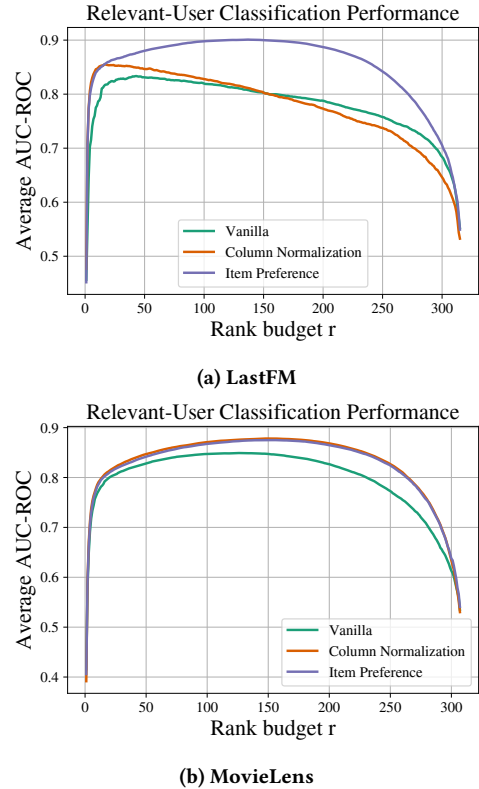 Relevant-User Classification Performance
0.9
0.8
0.7
0.6
0.5
Average AUC-ROC
Vanilla
Column Normalization
Item Preference
0 50 100 150 200 250 300
Rank budget r
(a) LastFM
Relevant-User Classification Performance
0.9
0.8
0.7
0.6
0.5
0.4
Average AUC-ROC
Vanilla
Column Normalization
Item Preference
0 50 100 150 200 250 300
Rank budget r
(b) MovieLens